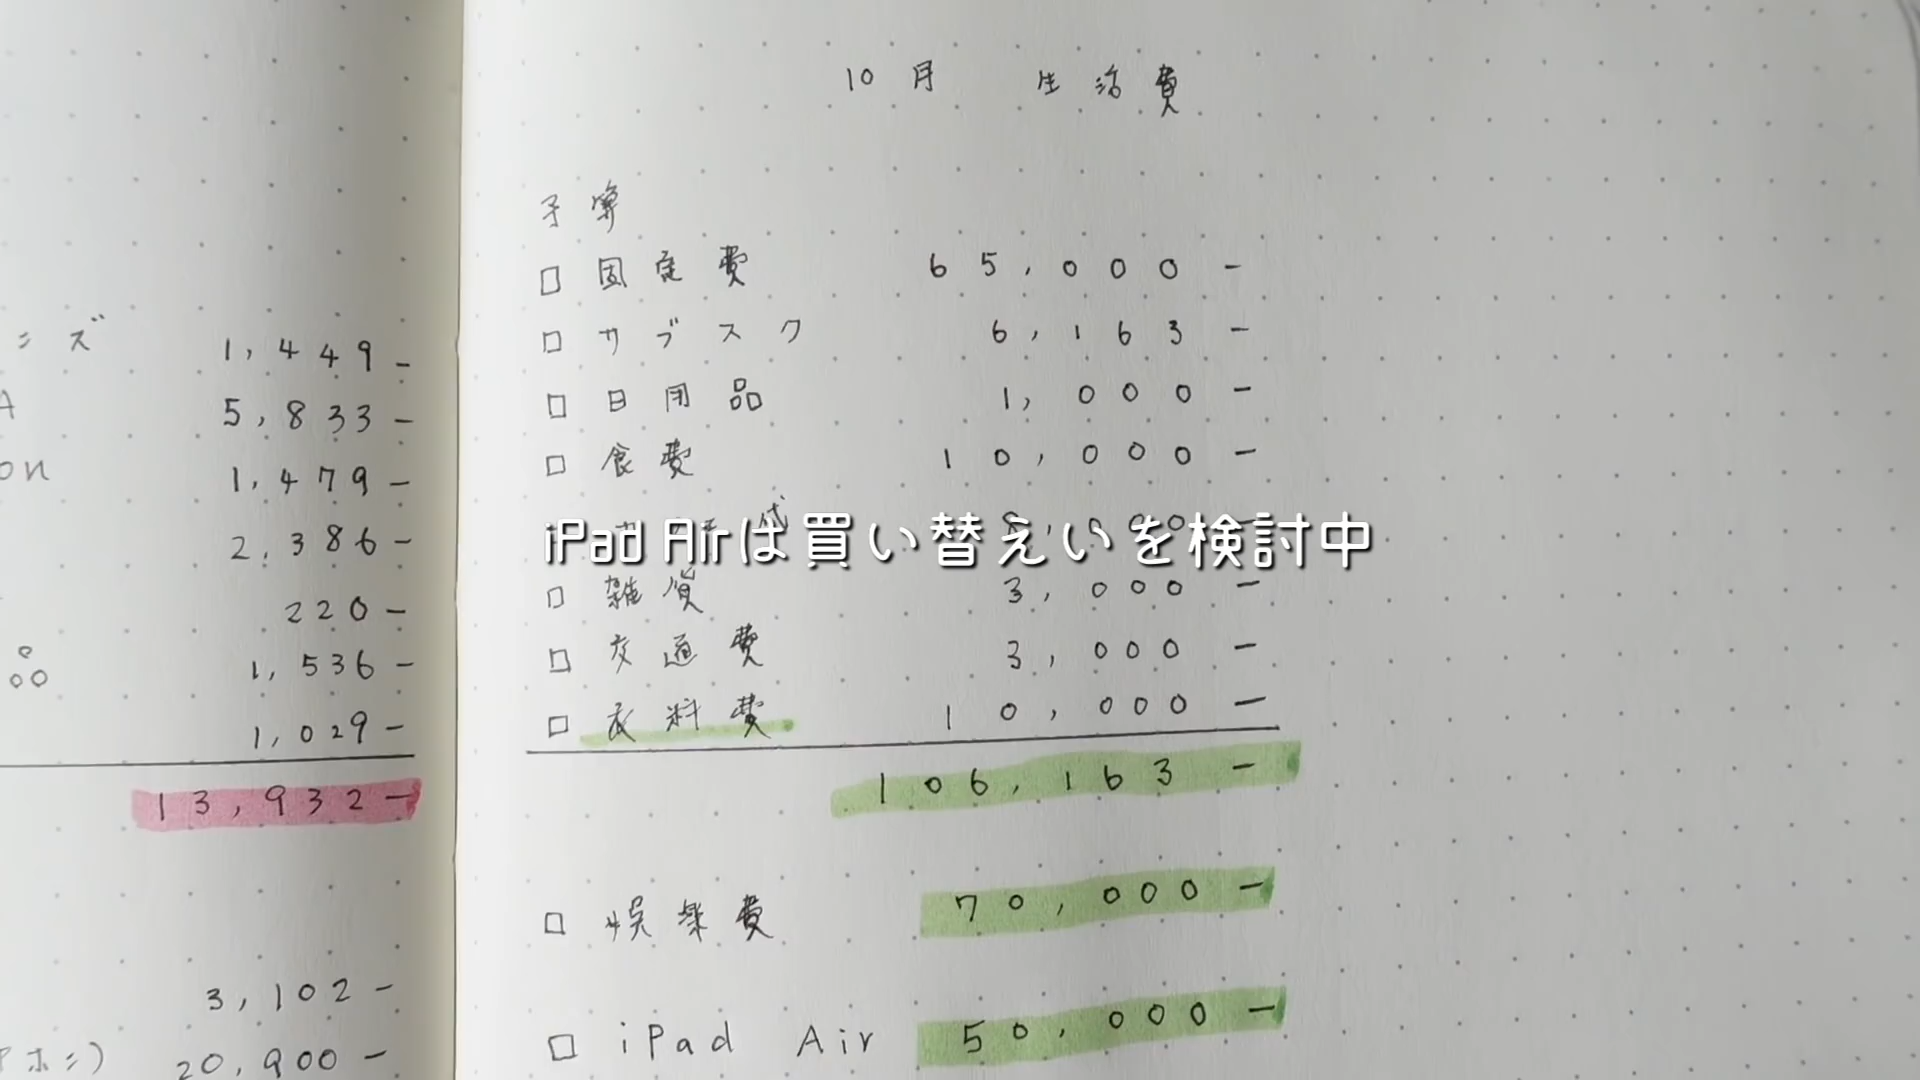 ニズ 1,449-
A 5,833-
on 1,479-
2,386-
220-
1,536-
1,029-
13,932-
3,102-
ホニ) 20,900-
10月 生活費
予算
□ 固定費 65,000-
□ サブスク 6,163-
□ 日用品 1,000-
□ 食費 10,000-
iPad Airは買い替えいを検討中
□ 雑貨 3,000-
□ 交通費 3,000-
□ 衣料費 10,000-
106,163-
□ 娯楽費 70,000-
□ iPad Air 50,000-